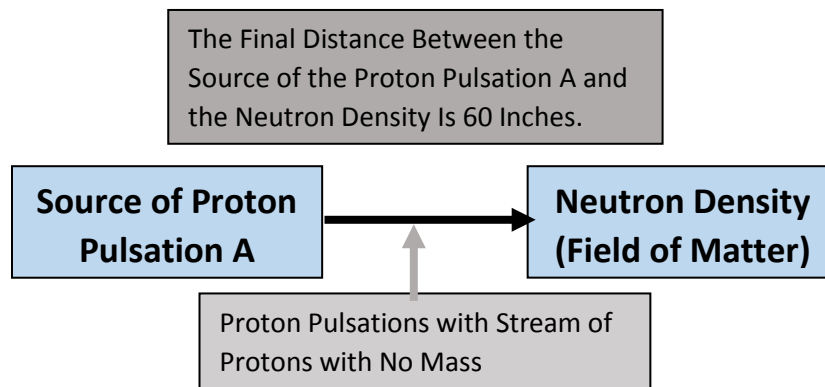 The Final Distance Between the
Source of the Proton Pulsation A and
the Neutron Density Is 60 Inches.
Source of Proton
Pulsation A
Neutron Density
(Field of Matter)
Proton Pulsations with Stream of
Protons with No Mass